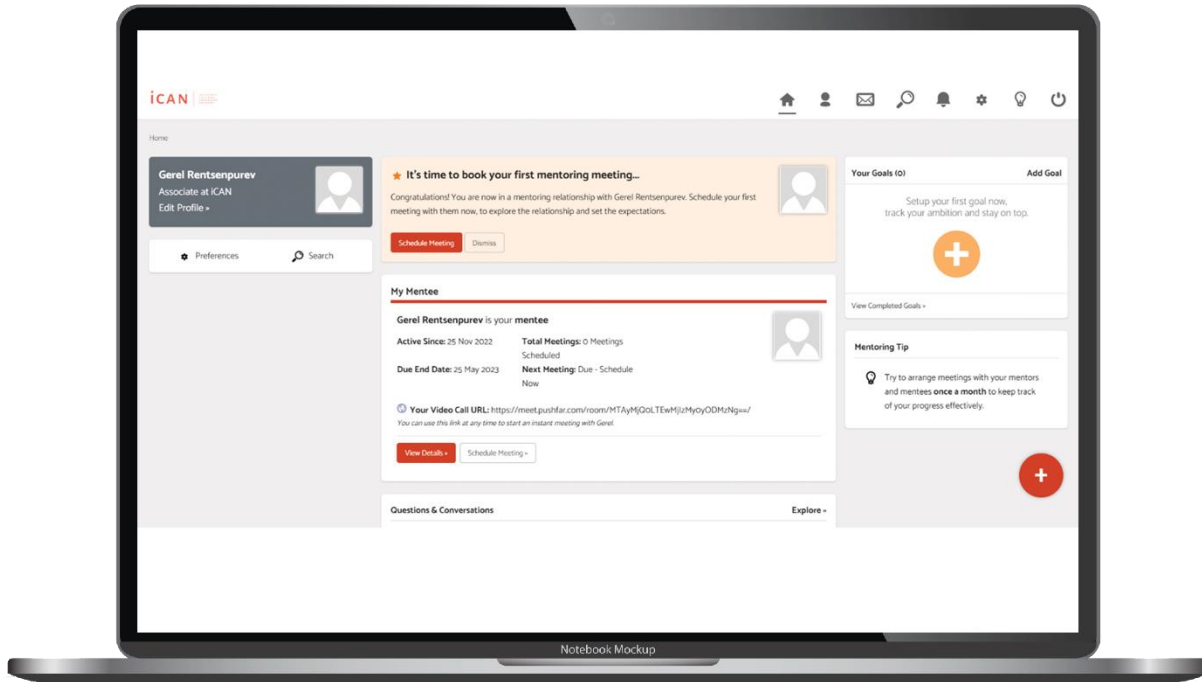 iCAN
Home
Gerel Rentsenpurev
Associate at iCAN
Edit Profile »
Preferences
Search
It's time to book your first mentoring meeting...
Congratulations! You are now in a mentoring relationship with Gerel Rentsenpurev. Schedule your first
meeting with them now, to explore the relationship and set the expectations.
Schedule Meeting
Dismiss
My Mentee
Gerel Rentsenpurev is your mentee
Active Since: 25 Nov 2022
Total Meetings: 0 Meetings
Scheduled
Due End Date: 25 May 2023
Next Meeting: Due - Schedule
Now
Your Video Call URL:
You can use this link at any time to start an instant meeting with Gerel.
View Details »
Schedule Meeting »
Questions & Conversations
Explore »
Your Goals (0)
Add Goal
Setup your first goal now,
track your ambition and stay on top.
View Completed Goals »
Mentoring Tip
Try to arrange meetings with your mentors
and mentees once a month to keep track
of your progress effectively.
Notebook Mockup